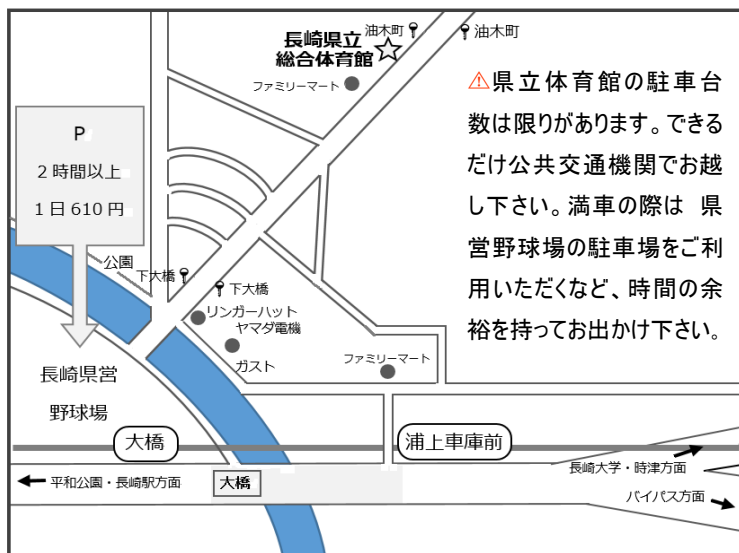 油木町
油木町
長崎県立
総合体育館
ファミリーマート
⚠県立体育館の駐車台
数は限りがあります。できる
だけ公共交通機関でお越
し下さい。満車の際は 県
営野球場の駐車場をご利
用いただくなど、時間の余
裕を持ってお出かけ下さい。
P
2時間以上
1日610円
公園
下大橋
下大橋
リンガーハット
ヤマダ電機
ガスト
ファミリーマート
長崎県営
野球場
大橋
浦上車庫前
長崎大学・時津方面
平和公園・長崎駅方面
大橋
バイパス方面